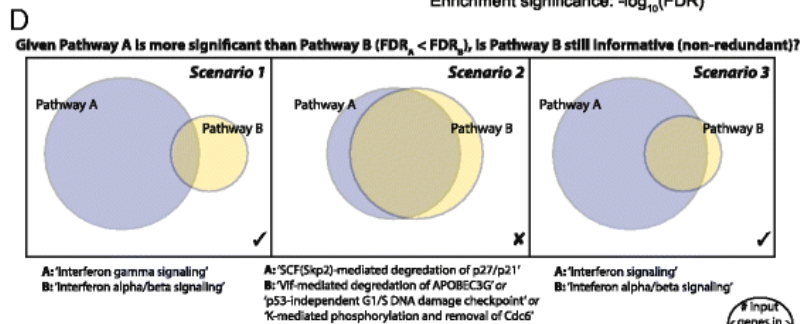 Enrichment significance: -log10(FDR)
D
Given Pathway A is more significant than Pathway B (FDRA < FDRB), is Pathway B still informative (non-redundant)?
Scenario 1
Scenario 2
Scenario 3
Pathway A
Pathway B
Pathway A
Pathway B
Pathway A
Pathway B
✓
✘
✓
A: 'Interferon gamma signaling'
B: 'Interferon alpha/beta signaling'
A: 'SCF(Skp2)-mediated degradation of p27/p21'
B: 'Vif-mediated degradation of APOBEC3G' or
'p53-independent G1/S DNA damage checkpoint' or
'K-mediated phosphorylation and removal of Cdc6'
A: 'Interferon signaling'
B: 'Inteferon alpha/beta signaling'
# input
genes in